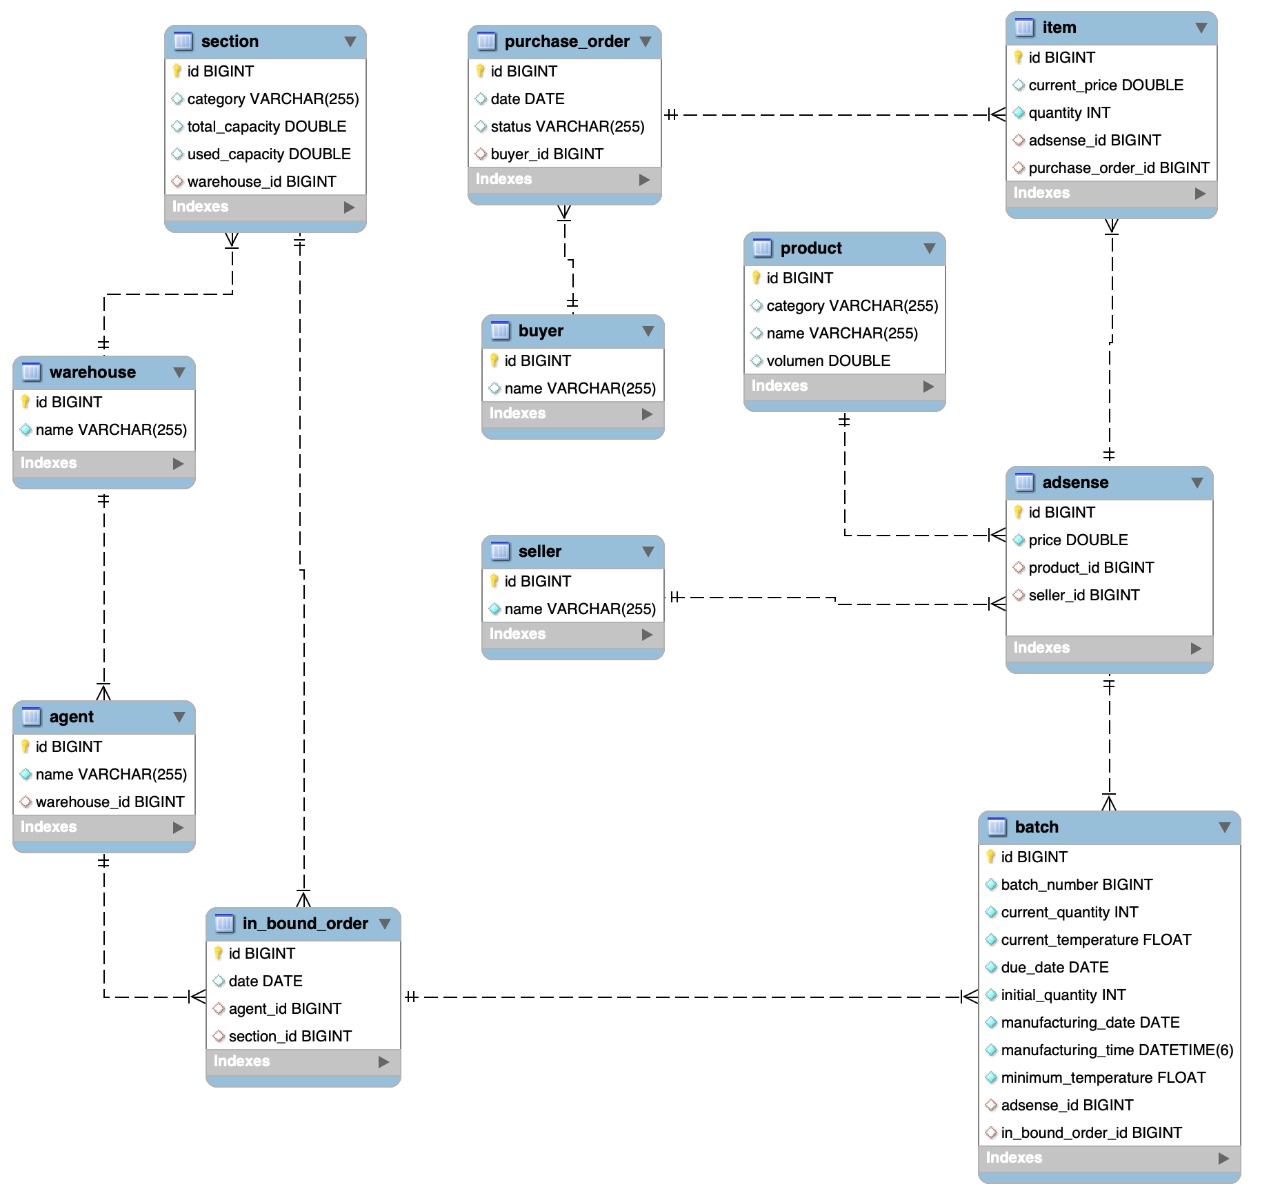 section
id BIGINT
category VARCHAR(255)
total_capacity DOUBLE
used_capacity DOUBLE
warehouse_id BIGINT
Indexes
purchase_order
id BIGINT
date DATE
status VARCHAR(255)
buyer_id BIGINT
Indexes
item
id BIGINT
current_price DOUBLE
quantity INT
adsense_id BIGINT
purchase_order_id BIGINT
Indexes
product
id BIGINT
category VARCHAR(255)
name VARCHAR(255)
volumen DOUBLE
Indexes
buyer
id BIGINT
name VARCHAR(255)
Indexes
warehouse
id BIGINT
name VARCHAR(255)
Indexes
adsense
id BIGINT
price DOUBLE
product_id BIGINT
seller_id BIGINT
Indexes
seller
id BIGINT
name VARCHAR(255)
Indexes
agent
id BIGINT
name VARCHAR(255)
warehouse_id BIGINT
Indexes
in_bound_order
id BIGINT
date DATE
agent_id BIGINT
section_id BIGINT
Indexes
batch
id BIGINT
batch_number BIGINT
current_quantity INT
current_temperature FLOAT
due_date DATE
initial_quantity INT
manufacturing_date DATE
manufacturing_time DATETIME(6)
minimum_temperature FLOAT
adsense_id BIGINT
in_bound_order_id BIGINT
Indexes